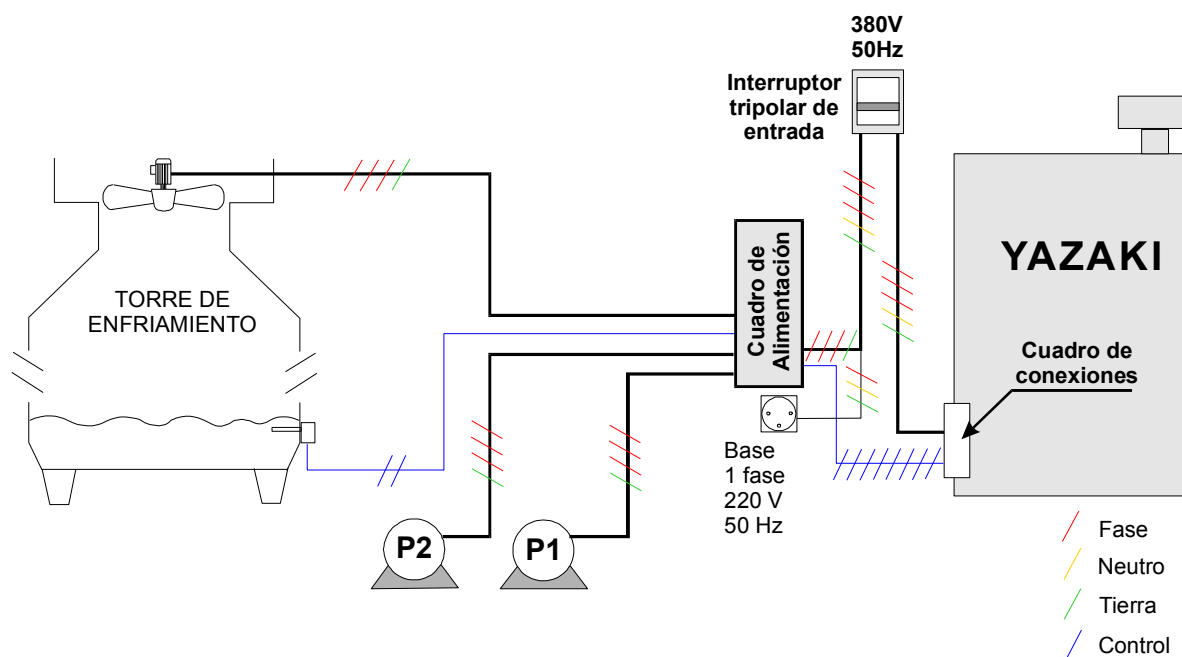 380V
50Hz
Interruptor
tripolar de
entrada
YAZAKI
TORRE DE
ENFRIAMIENTO
Cuadro de
Alimentación
Cuadro de
conexiones
Base
1 fase
220 V
50 Hz
P2
P1
Fase
Neutro
Tierra
Control